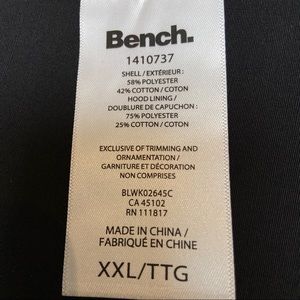 Bench.
1410737
SHELL / EXTÉRIEUR :
58% POLYESTER
42% COTTON / COTON
HOOD LINING /
DOUBLURE DE CAPUCHON :
75% POLYESTER
25% COTTON / COTON
EXCLUSIVE OF TRIMMING AND
ORNAMENTATION /
GARNITURE ET DÉCORATION
NON COMPRISES
BLWK02645C
CA 45102
RN 111817
MADE IN CHINA /
FABRIQUÉ EN CHINE
XXL/TTG